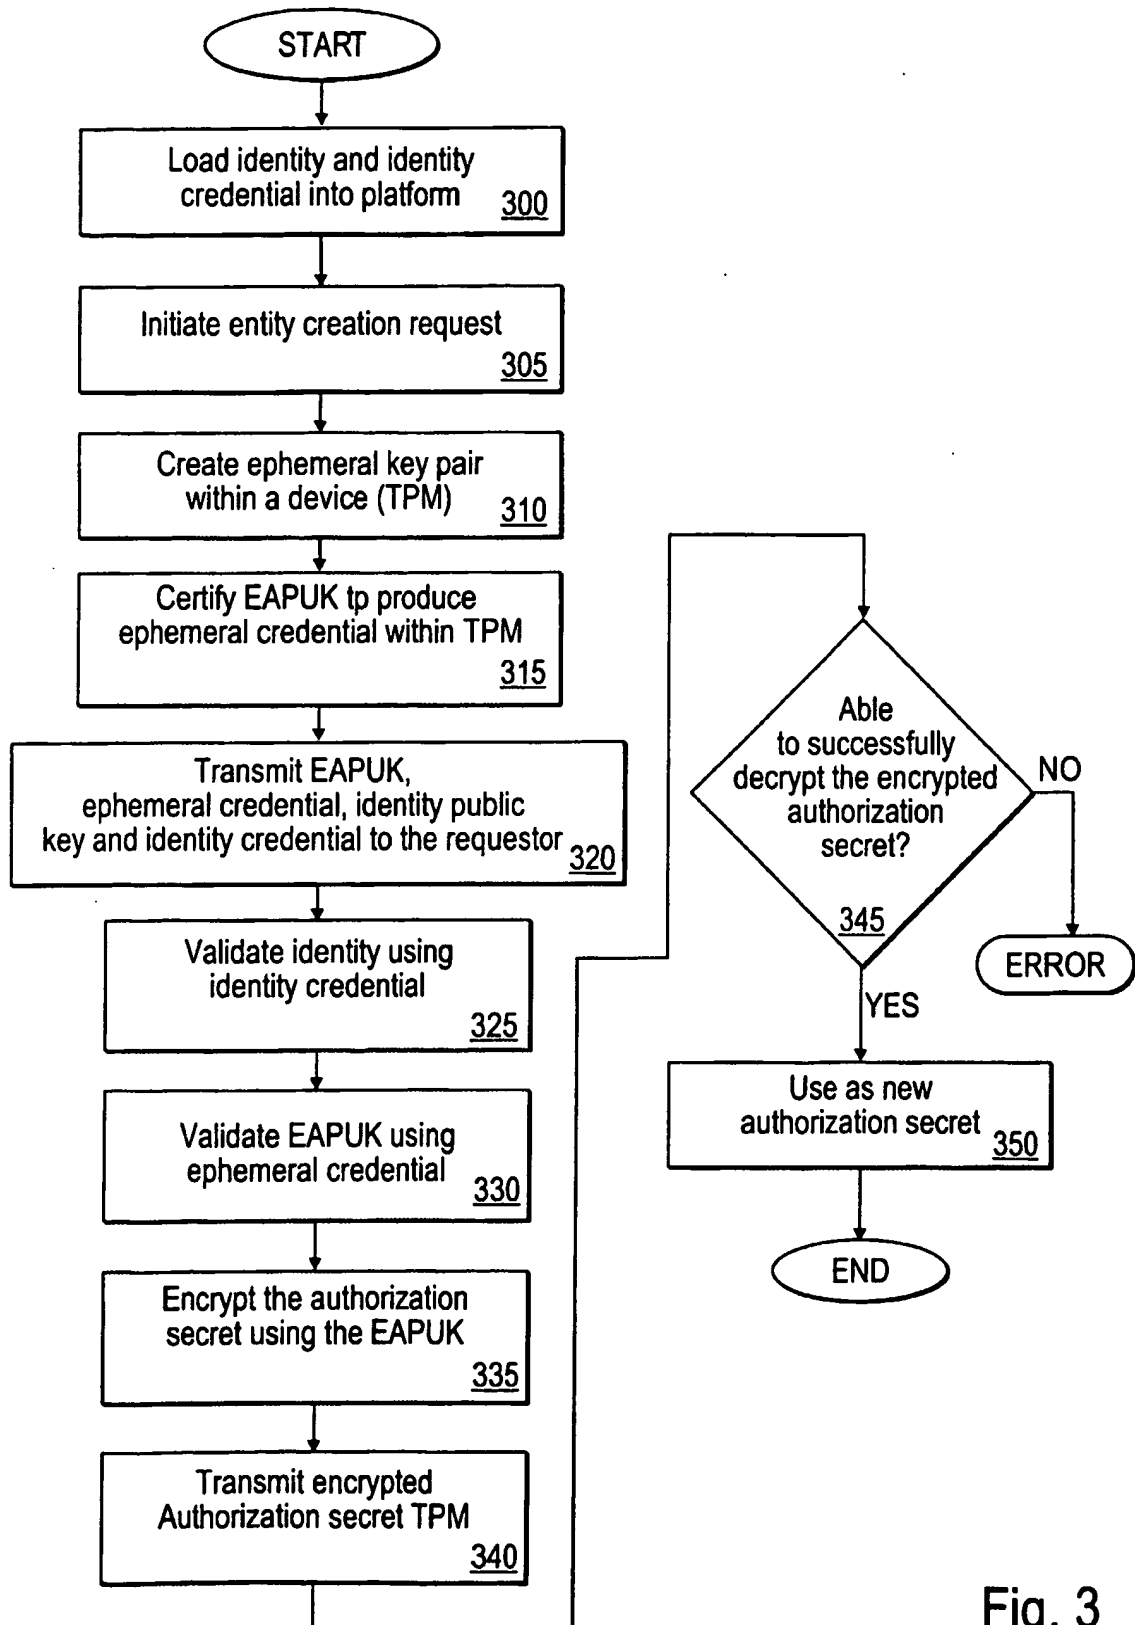 START
Load identity and identity
credential into platform
300
Initiate entity creation request
305
Create ephemeral key pair
within a device (TPM)
310
Certify EAPUK tp produce
ephemeral credential within TPM
315
Transmit EAPUK,
ephemeral credential, identity public
key and identity credential to the requestor
320
Validate identity using
identity credential
325
Validate EAPUK using
ephemeral credential
330
Encrypt the authorization
secret using the EAPUK
335
Transmit encrypted
Authorization secret TPM
340
Able
to successfully
decrypt the encrypted
authorization
secret?
345
NO
ERROR
YES
Use as new
authorization secret
350
END
Fig. 3